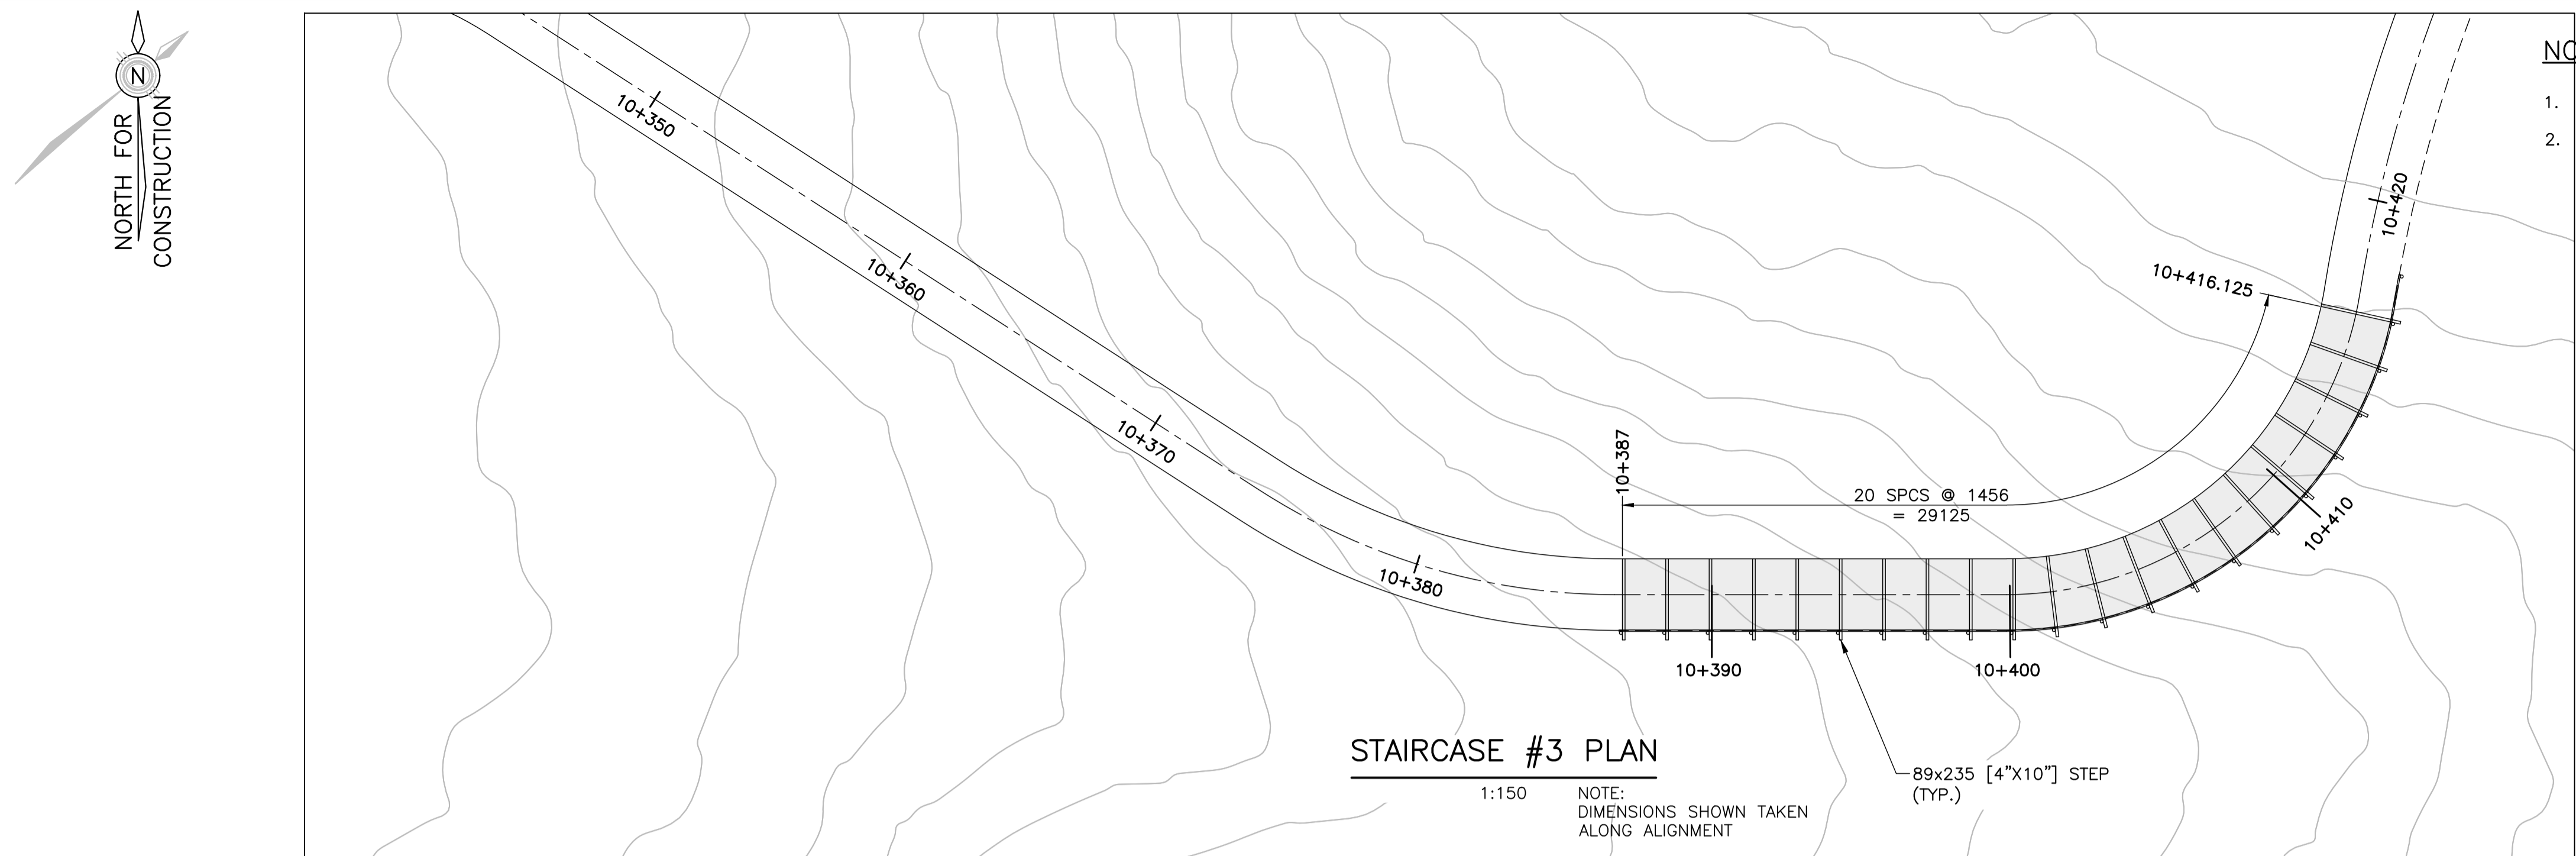 N
NORTH FOR
CONSTRUCTION
10+350
10+360
10+370
10+380
10+387
20 SPCS @ 1456
= 29125
10+390
10+400
10+410
10+416.125
10+420
1.
2.
89x235 [4"X10"] STEP
(TYP.)
STAIRCASE #3 PLAN
1:150
NOTE:
DIMENSIONS SHOWN TAKEN
ALONG ALIGNMENT